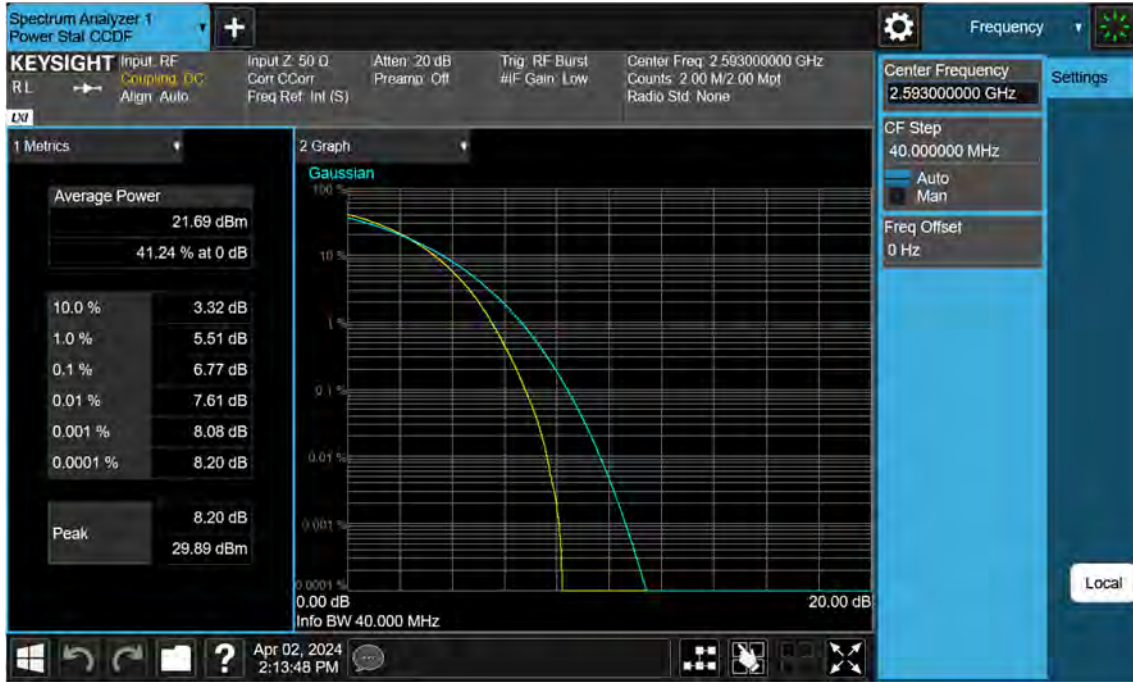 Spectrum Analyzer 1
Power Stat CCDF
Frequency
KEYSIGHT
RL
LXI
Input: RF
Coupling: DC
Align: Auto
Input Z: 50 Ω
Corr CCorr
Freq Ref: Int (S)
Atten: 20 dB
Preamp: Off
Trig: RF Burst
#IF Gain: Low
Center Freq: 2.593000000 GHz
Counts: 2.00 M/2.00 Mpt
Radio Std: None
Center Frequency
2.593000000 GHz
Settings
CF Step
40.000000 MHz
Auto
Man
Freq Offset
0 Hz
Local
1 Metrics
Average Power
21.69 dBm
41.24 % at 0 dB
10.0 % 3.32 dB
1.0 % 5.51 dB
0.1 % 6.77 dB
0.01 % 7.61 dB
0.001 % 8.08 dB
0.0001 % 8.20 dB
Peak
8.20 dB
29.89 dBm
2 Graph
Gaussian
100 %
10 %
1 %
0.1 %
0.01 %
0.001 %
0.0001 %
0.00 dB
20.00 dB
Info BW 40.000 MHz
Apr 02, 2024
2:13:48 PM